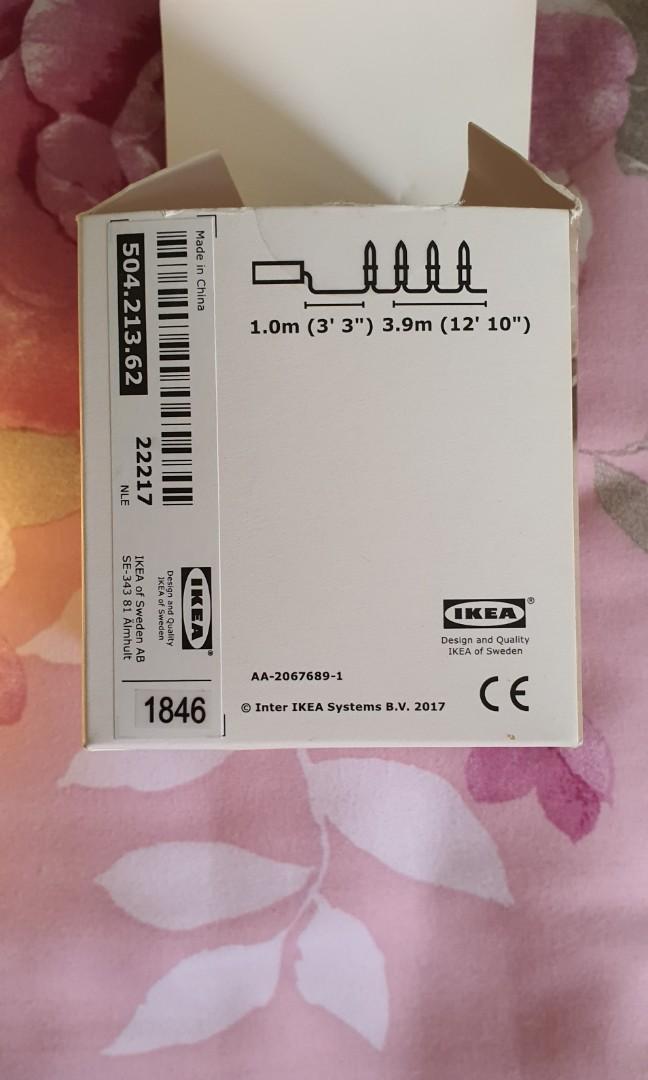 1.0m (3' 3") 3.9m (12' 10")
Made in China
504.213.62
22217
NLE
IKEA®
Design and Quality
IKEA of Sweden
IKEA of Sweden AB
SE-343 81 Älmhult
1846
IKEA®
Design and Quality
IKEA of Sweden
AA-2067689-1
© Inter IKEA Systems B.V. 2017
CE